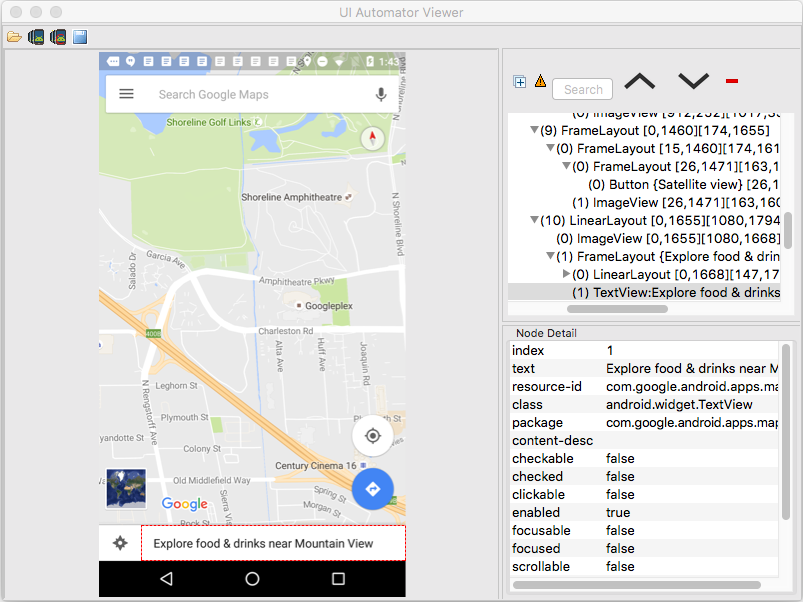 UI Automator Viewer
1:43
Search Google Maps
Shoreline Golf Links
Shoreline Amphitheatre
N Shoreline Blvd
N Shoreline Blvd
Garcia Ave
Salado Dr
Amphitheatre Pkwy
Googleplex
Charleston Rd
Alta Ave
Huff Ave
Joaquin Rd
N Rengstorff Ave
Leghorn St
Plymouth St
Plymouth St
yandotte St
Colony St
Century Cinema 16
Old Middlefield Way
Sierra Vis
Spring St
Morgan St
Rock St
Google
Explore food & drinks near Mountain View
Search
(0) ImageView [912,232][1017,33
(9) FrameLayout [0,1460][174,1655]
(0) FrameLayout [15,1460][174,161
(0) FrameLayout [26,1471][163,1
(0) Button {Satellite view} [26,1
(1) ImageView [26,1471][163,160
(10) LinearLayout [0,1655][1080,1794
(0) ImageView [0,1655][1080,1668]
(1) FrameLayout {Explore food & drin
(0) LinearLayout [0,1668][147,17
(1) TextView:Explore food & drinks
Node Detail
index 1
text Explore food & drinks near M
resource-id com.google.android.apps.ma
class android.widget.TextView
package com.google.android.apps.map
content-desc
checkable false
checked false
clickable false
enabled true
focusable false
focused false
scrollable false